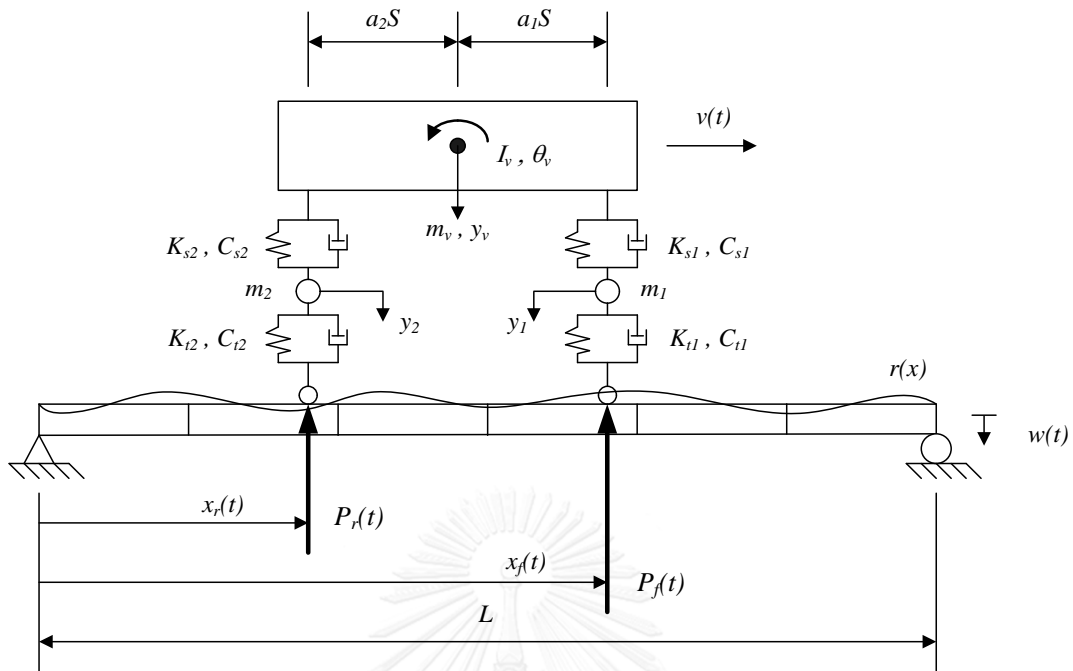 a₂S a₁S
v(t)
I_v , θ_v
m_v , y_v
K_s2 , C_s2
K_s1 , C_s1
m₂
m₁
y₂
y₁
K_t2 , C_t2
K_t1 , C_t1
r(x)
w(t)
x_r(t)
P_r(t)
x_f(t)
P_f(t)
L